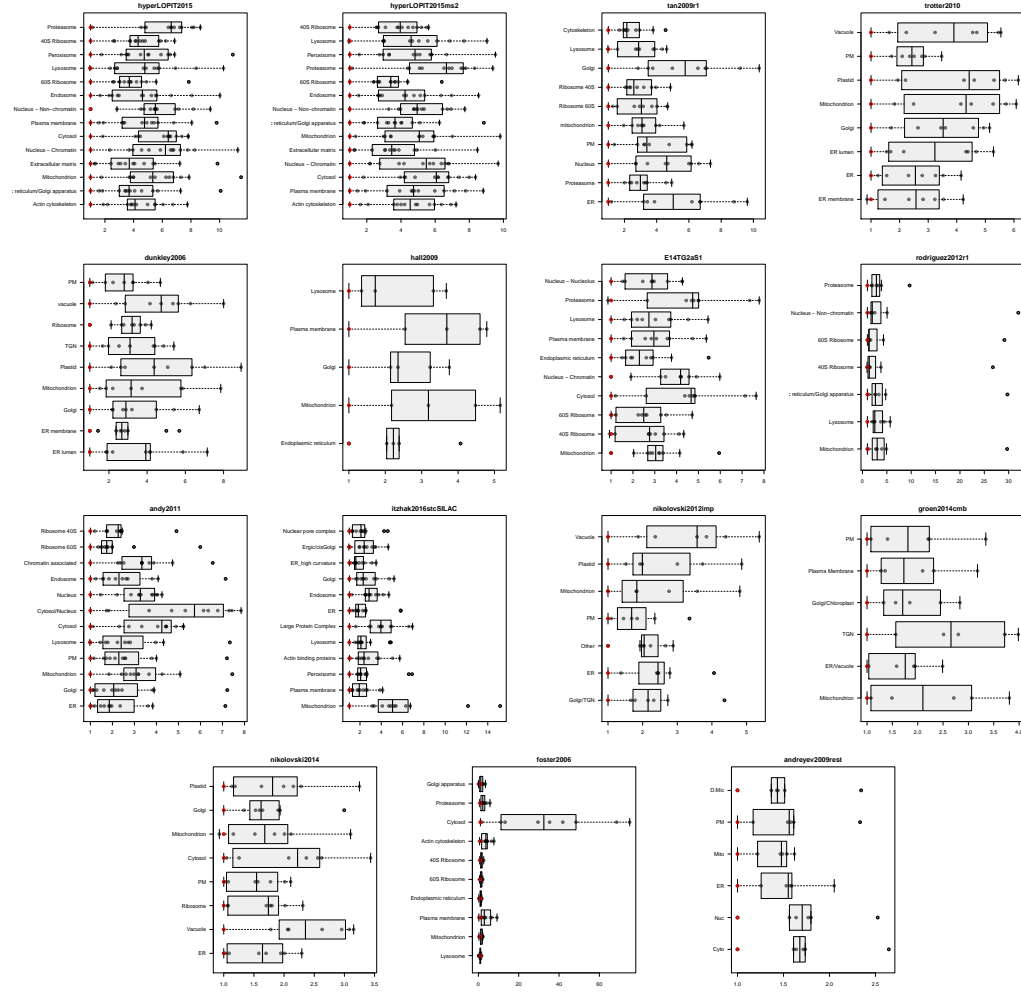 hyperLOPIT2015
Proteasome
40S Ribosome
Peroxisome
Lysosome
60S Ribosome
Endosome
Nucleus – Non–chromatin
Plasma membrane
Cytosol
Nucleus – Chromatin
Extracellular matrix
Mitochondrion
: reticulum/Golgi apparatus
Actin cytoskeleton
2 4 6 8 10
hyperLOPIT2015ms2
40S Ribosome
Lysosome
Peroxisome
Proteasome
60S Ribosome
Endosome
Nucleus – Non–chromatin
: reticulum/Golgi apparatus
Mitochondrion
Extracellular matrix
Nucleus – Chromatin
Cytosol
Plasma membrane
Actin cytoskeleton
2 4 6 8 10
tan2009r1
Cytoskeleton
Lysosome
Golgi
Ribosome 40S
Ribosome 60S
mitochondrion
PM
Nucleus
Proteasome
ER
2 4 6 8 10
trotter2010
Vacuole
PM
Plastid
Mitochondrion
Golgi
ER lumen
ER
ER membrane
1 2 3 4 5 6
dunkley2006
PM
vacuole
Ribosome
TGN
Plastid
Mitochondrion
Golgi
ER membrane
ER lumen
2 4 6 8
hall2009
Lysosome
Plasma membrane
Golgi
Mitochondrion
Endoplasmic reticulum
1 2 3 4 5
E14TG2aS1
Nucleus – Nucleolus
Proteasome
Lysosome
Plasma membrane
Endoplasmic reticulum
Nucleus – Chromatin
Cytosol
60S Ribosome
40S Ribosome
Mitochondrion
1 2 3 4 5 6 7 8
rodriguez2012r1
Proteasome
Nucleus – Non–chromatin
60S Ribosome
40S Ribosome
: reticulum/Golgi apparatus
Lysosome
Mitochondrion
0 5 10 15 20 25 30
andy2011
Ribosome 40S
Ribosome 60S
Chromatin associated
Endosome
Nucleus
Cytosol/Nucleus
Cytosol
Lysosome
PM
Mitochondrion
Golgi
ER
1 2 3 4 5 6 7 8
itzhak2016stcSILAC
Nuclear pore complex
Ergic/cisGolgi
ER_high curvature
Golgi
Endosome
ER
Large Protein Complex
Lysosome
Actin binding proteins
Peroxisome
Plasma membrane
Mitochondrion
2 4 6 8 10 12 14
nikolovski2012imp
Vacuole
Plastid
Mitochondrion
PM
Other
ER
Golgi/TGN
1 2 3 4 5
groen2014cmb
PM
Plasma Membrane
Golgi/Chloroplast
TGN
ER/Vacuole
Mitochondrion
1.0 1.5 2.0 2.5 3.0 3.5 4.0
nikolovski2014
Plastid
Golgi
Mitochondrion
Cytosol
PM
Ribosome
Vacuole
ER
1.0 1.5 2.0 2.5 3.0 3.5
foster2006
Golgi apparatus
Proteasome
Cytosol
Actin cytoskeleton
40S Ribosome
60S Ribosome
Endoplasmic reticulum
Plasma membrane
Mitochondrion
Lysosome
0 20 40 60
andreyev2009rest
D.Mic
PM
Mito
ER
Nuc
Cyto
1.0 1.5 2.0 2.5